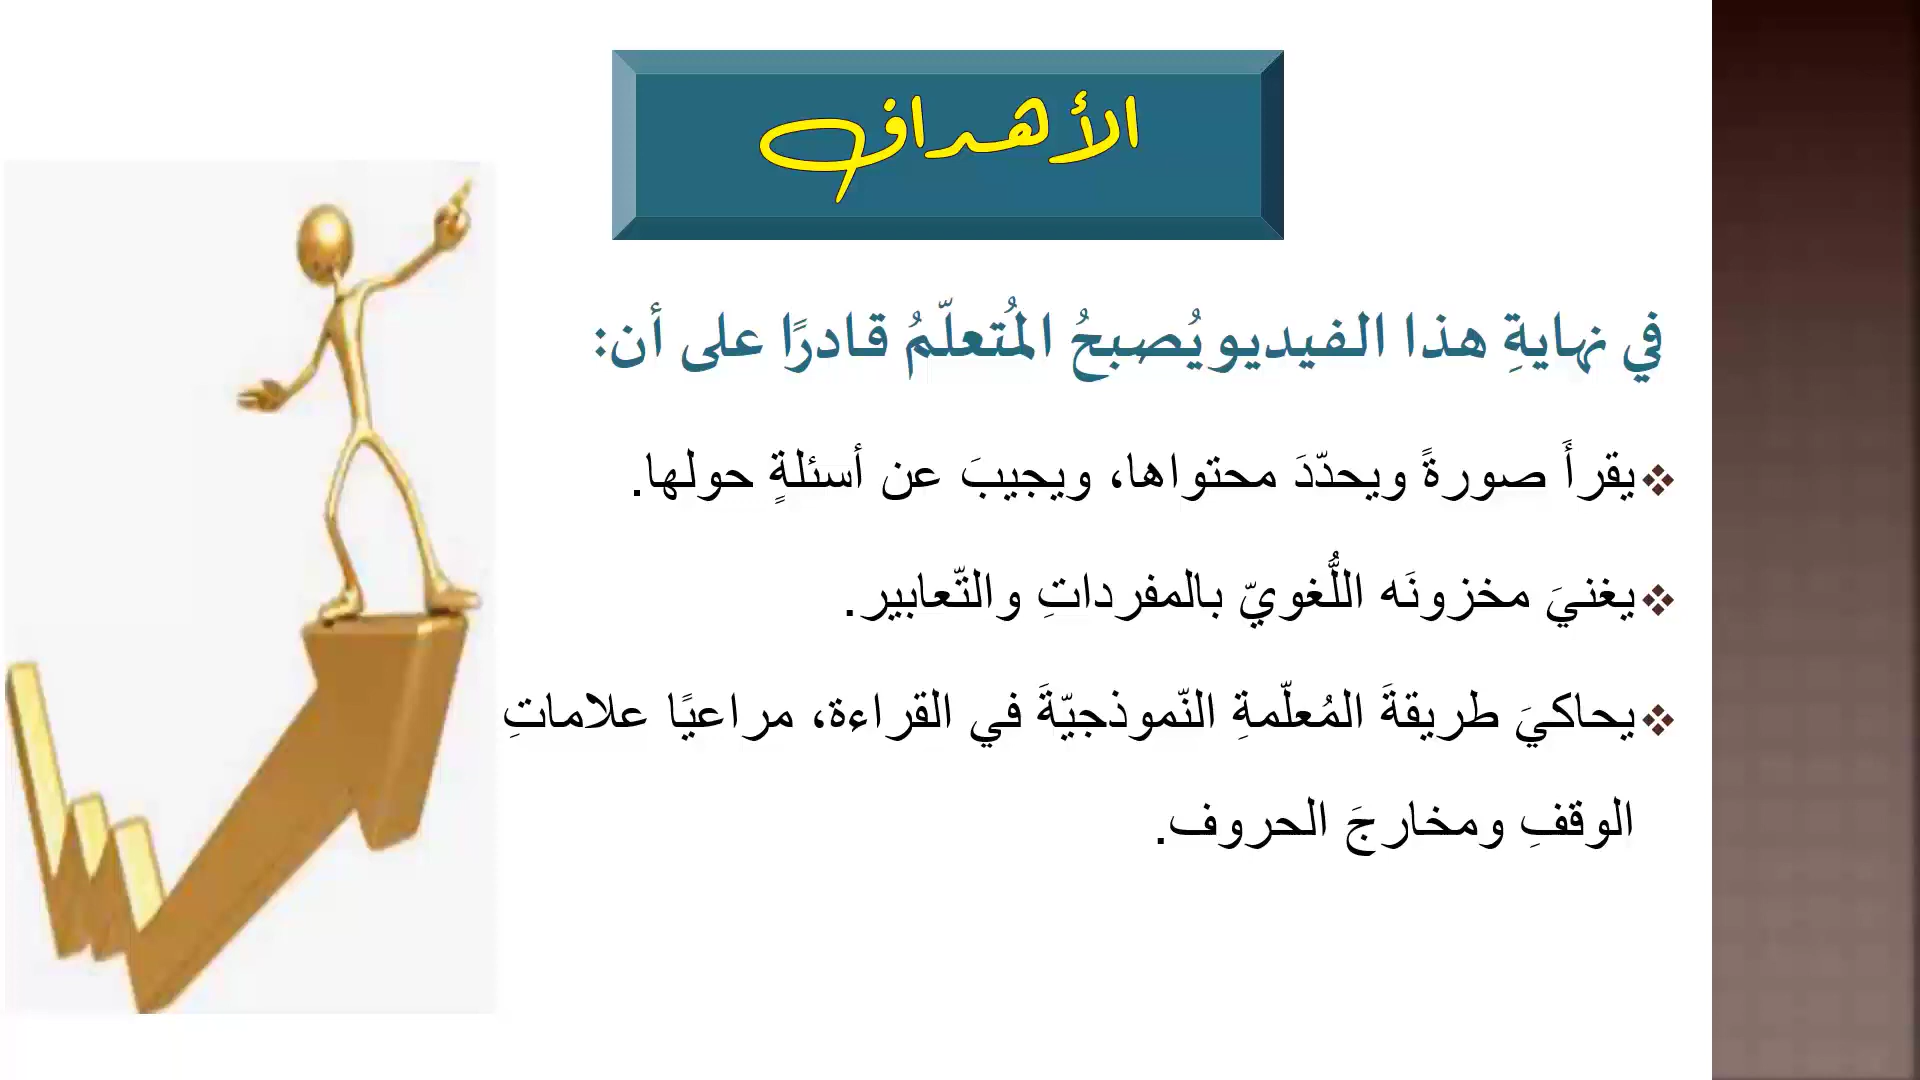 الأهداف
في نهايةِ هذا الفيديو يُصبحُ المُتعلّمُ قادرًا على أن:
❖يقرأَ صورةً ويحدّدَ محتواها، ويجيبَ عن أسئلةٍ حولها.
❖يغنيَ مخزونَه اللُّغويّ بالمفرداتِ والتّعابير.
❖يحاكيَ طريقةَ المُعلّمةِ النّموذجيّةَ في القراءة، مراعيًا علاماتِ
الوقفِ ومخارجَ الحروف.